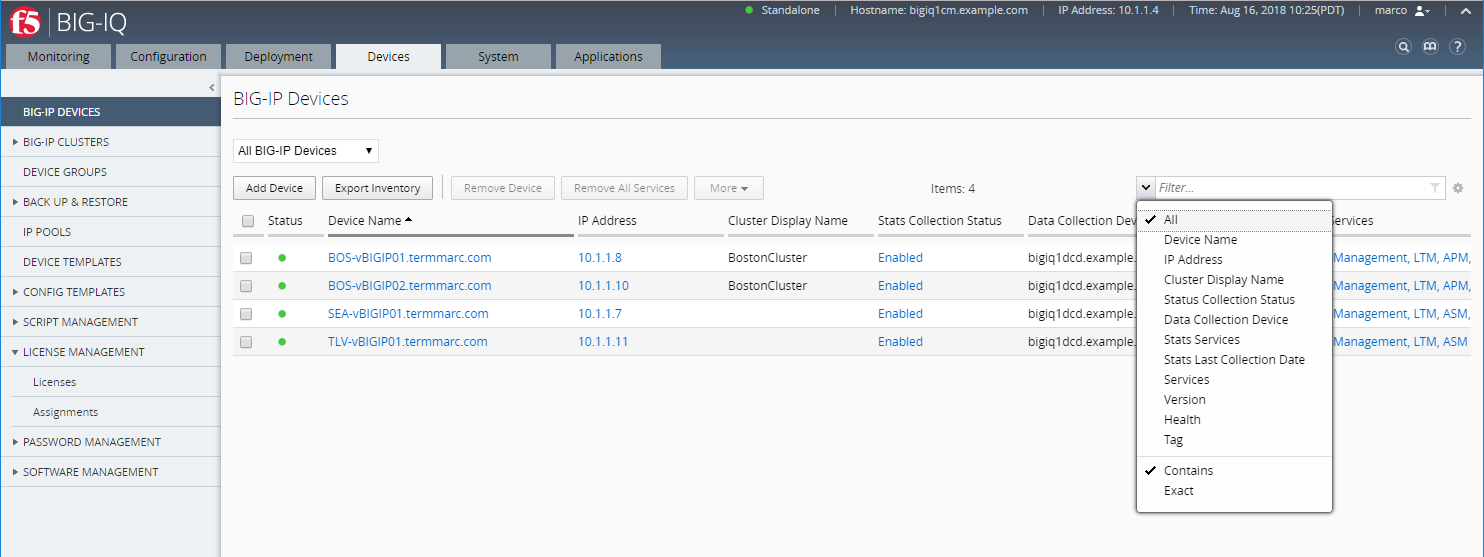 f5 BIG-IQ
Standalone Hostname: bigiq1cm.example.com IP Address: 10.1.1.4 Time: Aug 16, 2018 10:25(PDT) marco
Monitoring Configuration Deployment Devices System Applications
BIG-IP DEVICES
BIG-IP CLUSTERS
DEVICE GROUPS
BACK UP & RESTORE
IP POOLS
DEVICE TEMPLATES
CONFIG TEMPLATES
SCRIPT MANAGEMENT
LICENSE MANAGEMENT
Licenses
Assignments
PASSWORD MANAGEMENT
SOFTWARE MANAGEMENT
BIG-IP Devices
All BIG-IP Devices
Add Device Export Inventory Remove Device Remove All Services More Items: 4 Filter...
Status Device Name IP Address Cluster Display Name Stats Collection Status Data Collection Dev Services
BOS-vBIGIP01.termmarc.com 10.1.1.8 BostonCluster Enabled bigiq1dcd.example. Management, LTM, APM,
BOS-vBIGIP02.termmarc.com 10.1.1.10 BostonCluster Enabled bigiq1dcd.example. Management, LTM, APM,
SEA-vBIGIP01.termmarc.com 10.1.1.7 Enabled bigiq1dcd.example. Management, LTM, ASM,
TLV-vBIGIP01.termmarc.com 10.1.1.11 Enabled bigiq1dcd.example. Management, LTM, ASM
All
Device Name
IP Address
Cluster Display Name
Status Collection Status
Data Collection Device
Stats Services
Stats Last Collection Date
Services
Version
Health
Tag
Contains
Exact